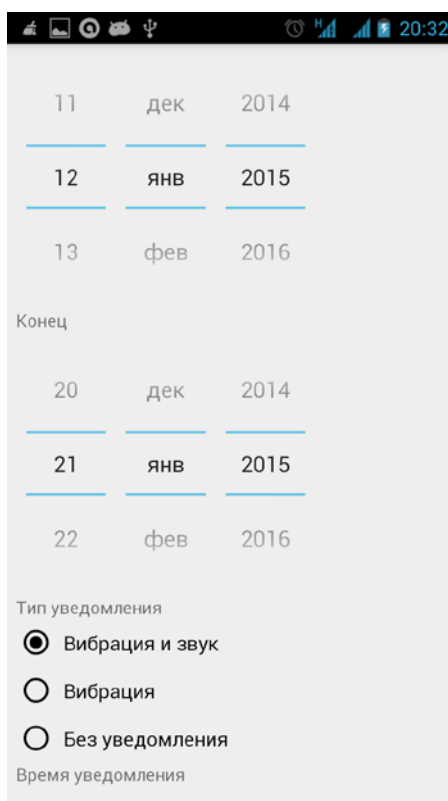 H 20:32
11 дек 2014
12 янв 2015
13 фев 2016
Конец
20 дек 2014
21 янв 2015
22 фев 2016
Тип уведомления
Вибрация и звук
Вибрация
Без уведомления
Время уведомления